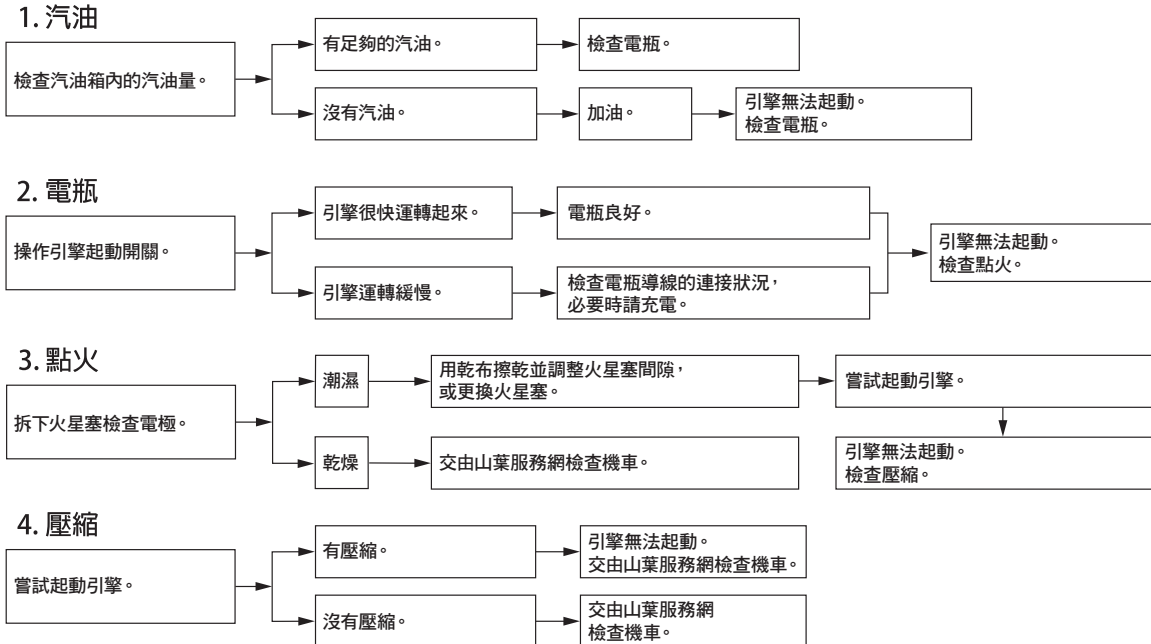 1. 汽油
檢查汽油箱內的汽油量。
有足夠的汽油。
檢查電瓶。
沒有汽油。
加油。
引擎無法起動。
檢查電瓶。
2. 電瓶
操作引擎起動開關。
引擎很快運轉起來。
電瓶良好。
引擎運轉緩慢。
檢查電瓶導線的連接狀況，
必要時請充電。
引擎無法起動。
檢查點火。
3. 點火
拆下火星塞檢查電極。
潮濕
用乾布擦乾並調整火星塞間隙，
或更換火星塞。
嘗試起動引擎。
引擎無法起動。
檢查壓縮。
乾燥
交由山葉服務網檢查機車。
4. 壓縮
嘗試起動引擎。
有壓縮。
引擎無法起動。
交由山葉服務網檢查機車。
沒有壓縮。
交由山葉服務網
檢查機車。